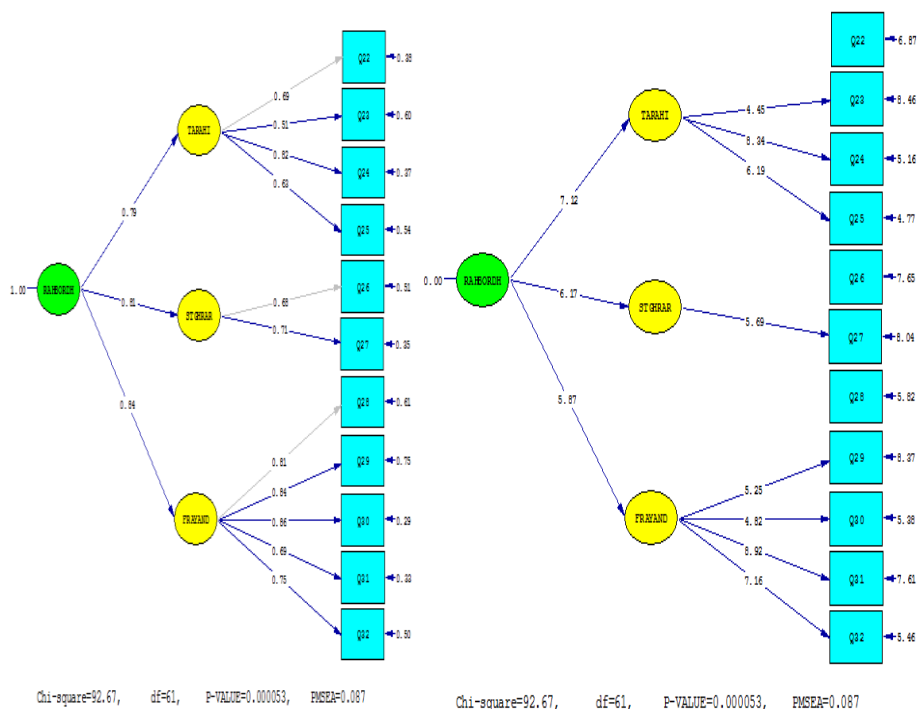 Q22 0.38
0.69
Q23 0.60
0.51
TARAHI
0.82
Q24 0.37
0.63
Q25 0.54
0.79
1.00 RAHBORDH
Q26 0.51
0.68
0.81
STGHRAR
0.71
Q27 0.35
Q28 0.61
0.84
0.81
Q29 0.75
0.84
FRAYAND
0.86
Q30 0.29
0.69
Q31 0.33
0.75
Q32 0.50
Chi-square=92.67, df=61, P-VALUE=0.000053, PMSEA=0.087
Q22 6.87
Q23 8.46
4.45
TARAHI
8.34
Q24 5.16
6.19
Q25 4.77
7.12
0.00 RAHBORDH
Q26 7.65
6.17
STGHRAR
5.69
Q27 8.04
Q28 5.82
5.87
Q29 8.37
5.25
FRAYAND
4.82
Q30 5.38
8.92
Q31 7.61
7.16
Q32 5.46
Chi-square=92.67, df=61, P-VALUE=0.000053, PMSEA=0.087